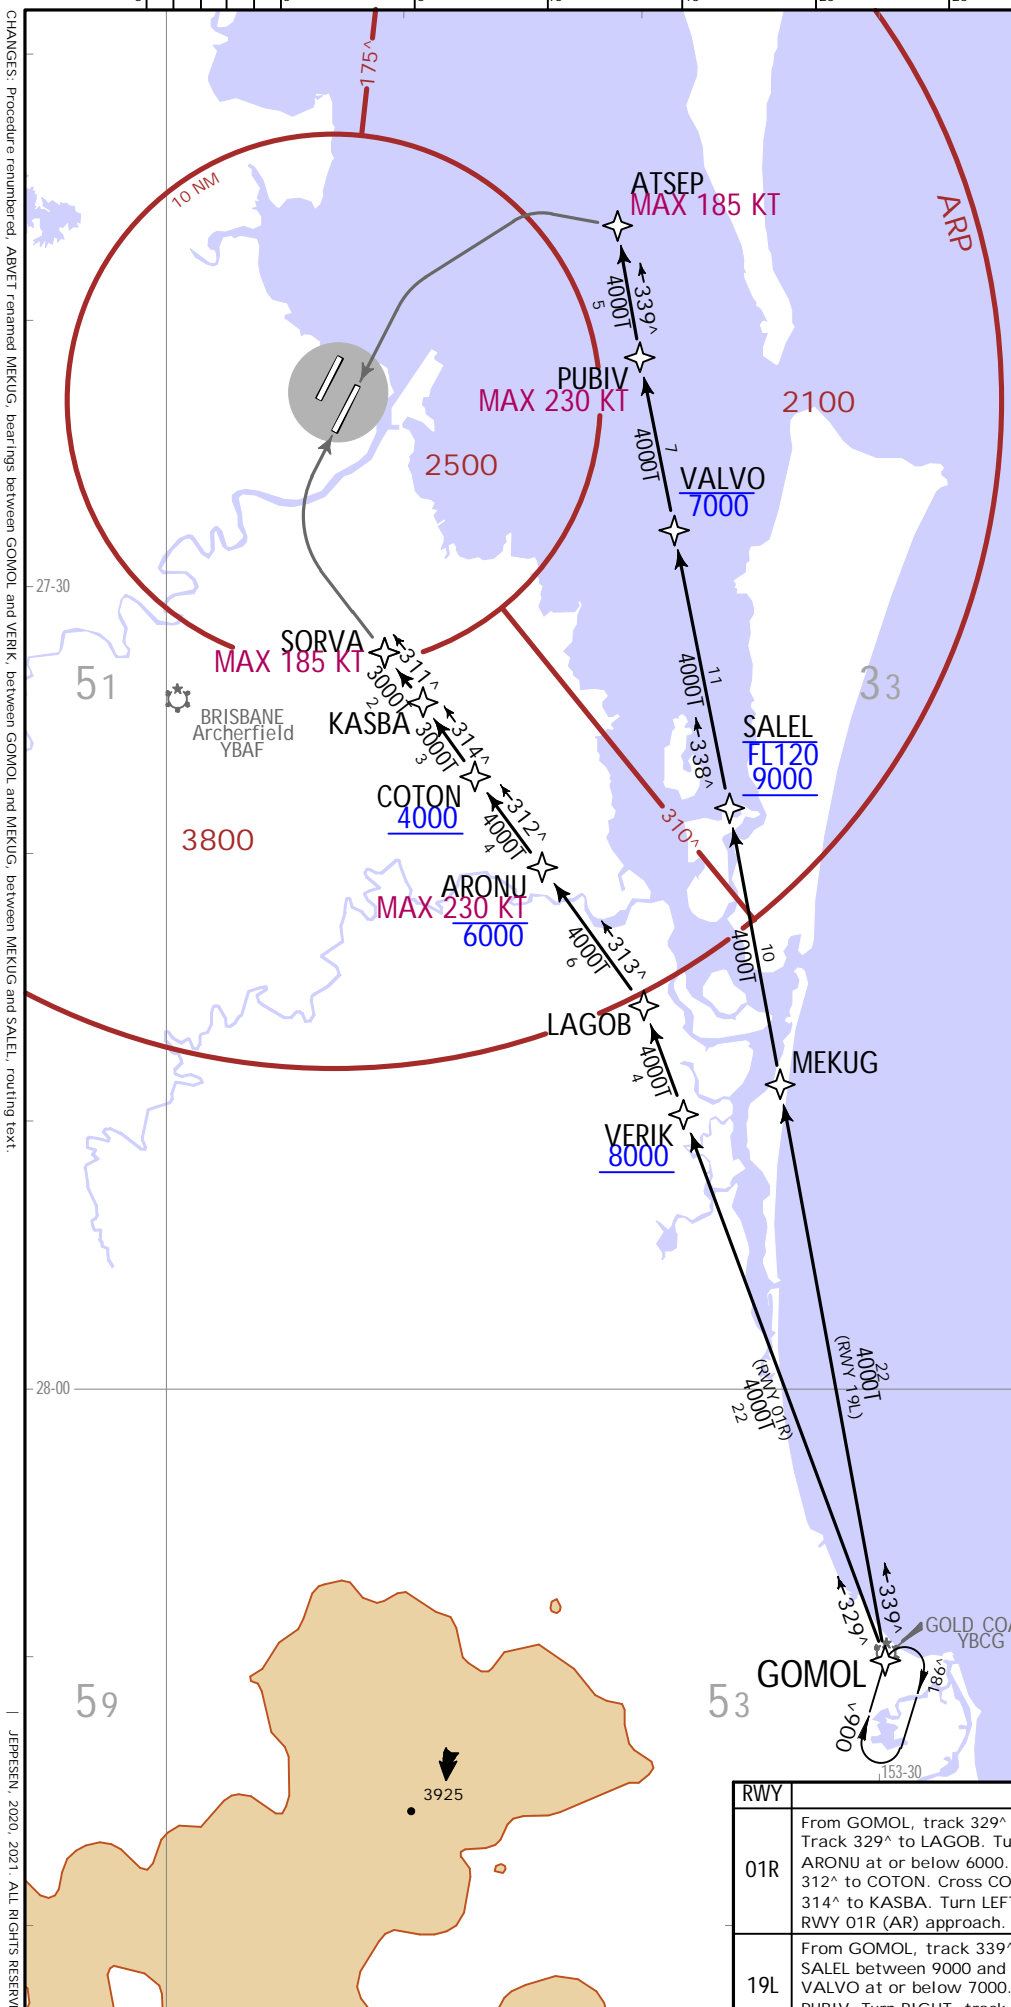 CHANGES: Procedure renumbered, ABVET renamed MEKUG, bearings between GOMOL and VERIK, between GOMOL and MEKUG, between MEKUG and SALEL, routing text.
| JEPPESEN, 2020, 2021. ALL RIGHTS
175^
10 NM
ARP
ATSEP
MAX 185 KT
339^
4000T
5
PUBIV
MAX 230 KT
2100
7
4000T
2500
VALVO
7000
27-30
SORVA
MAX 185 KT
311^
3000T
2
51
33
BRISBANE
Archerfield
YBAF
KASBA
314^
3000T
3
11
4000T
338^
SALEL
FL120
9000
COTON
4000
312^
4000T
4
3800
310^
ARONU
MAX 230 KT
6000
313^
4000T
6
10
4000T
LAGOB
4000T
4
MEKUG
VERIK
8000
28-00
(RWY 01R)
4000T
22
22
4000T
(RWY 19L)
329^
339^
GOLD
YBCG
GOMOL
186^
006^
59
53
153-30
3925
RWY
01R
From GOMOL, track 329^
Track 329^ to LAGOB.
ARONU at or below 6000.
312^ to COTON. Cross
314^ to KASBA. Turn
RWY 01R (AR) approach.
19L
From GOMOL, track 339^
SALEL between 9000 and
VALVO at or below 7000.
PUBIV. Turn RIGHT, track